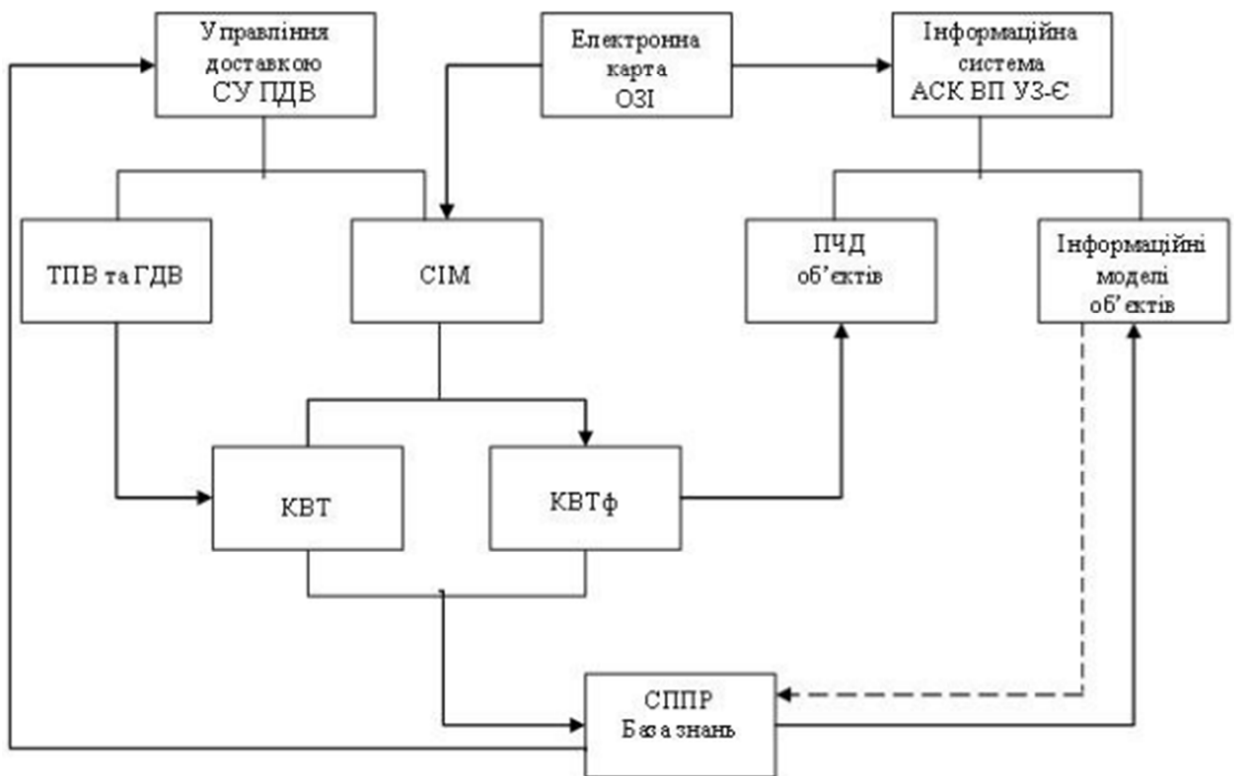 Управління
доставкою
СУ ПДВ
Електронна
карта
ОЗІ
Інформаційна
система
АСК ВП УЗ-Є
ТПВ та ГДВ
СІМ
ПЧД
об’єктів
Інформаційні
моделі
об’єктів
КВТ
КВТф
СППР
База знань